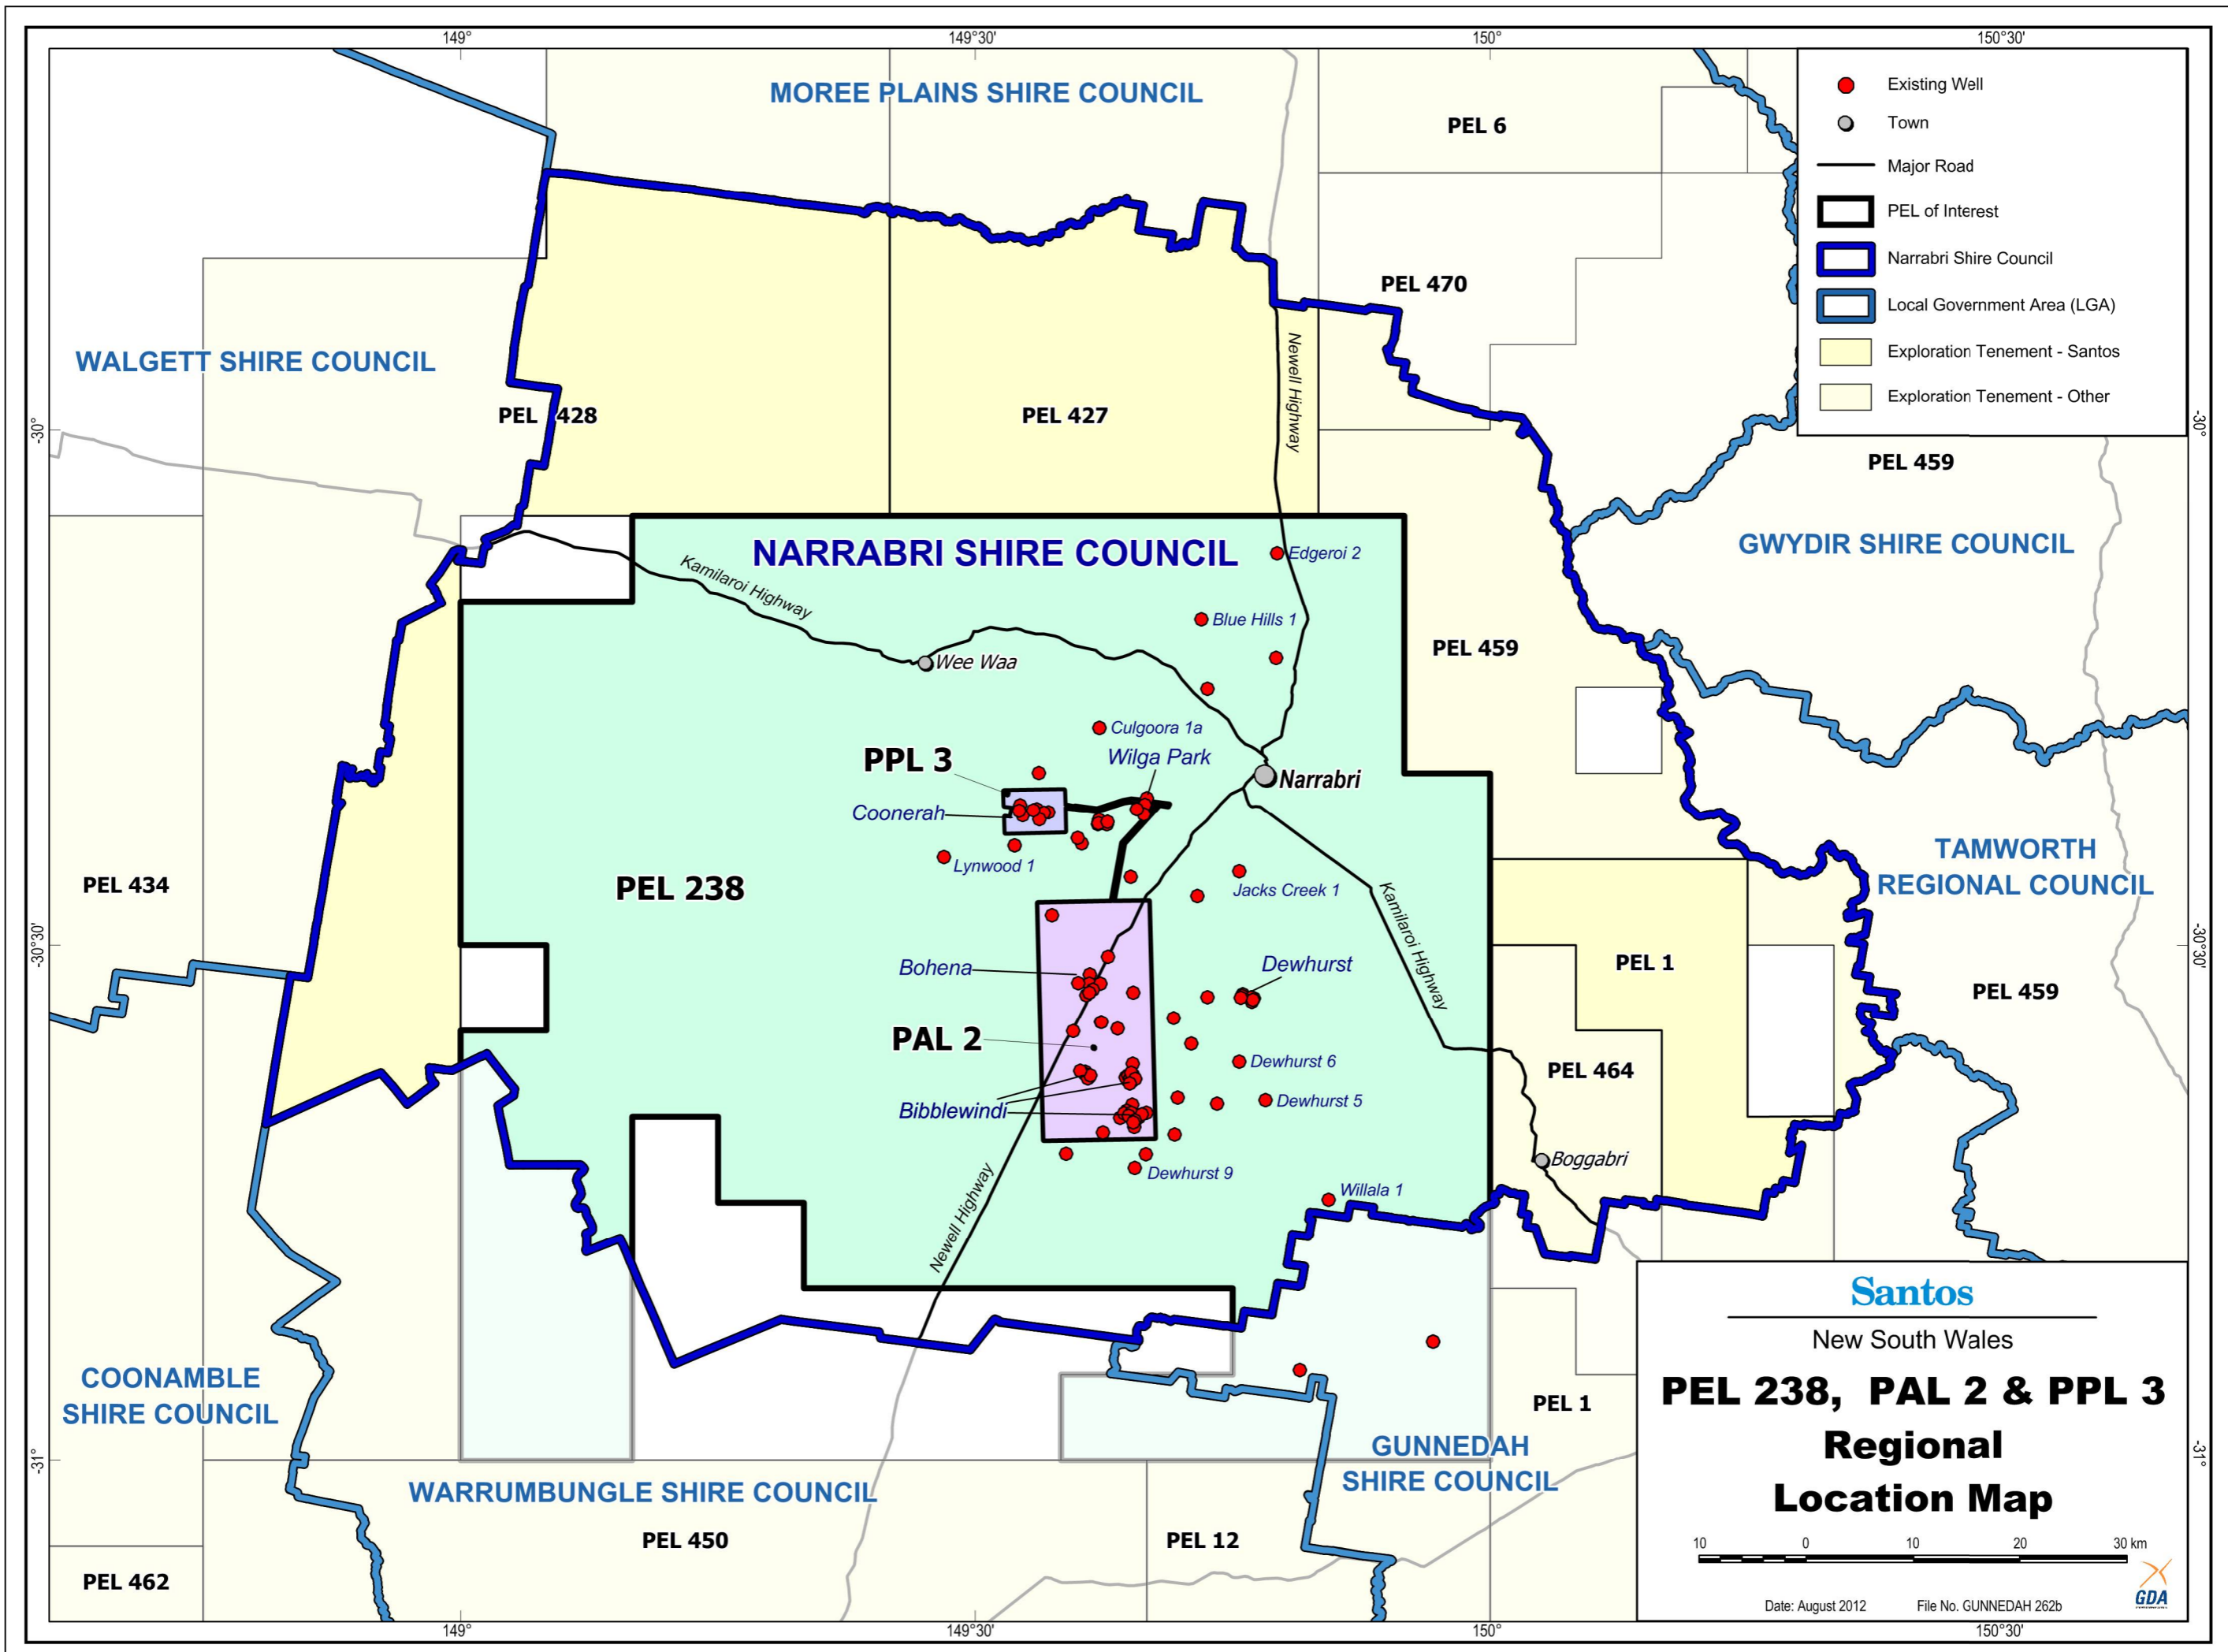 149°
149°30'
150°
150°30'
MOREE PLAINS SHIRE COUNCIL
PEL 6
Existing Well
Town
Major Road
PEL of Interest
Narrabri Shire Council
Local Government Area (LGA)
Exploration Tenement - Santos
Exploration Tenement - Other
PEL 470
WALGETT SHIRE COUNCIL
Newell Highway
PEL 428
PEL 427
-30°
-30°
PEL 459
GWYDIR SHIRE COUNCIL
NARRABRI SHIRE COUNCIL
Edgeroi 2
Kamilaroi Highway
Blue Hills 1
PEL 459
Wee Waa
Culgoora 1a
PPL 3
Wilga Park
Narrabri
Coonerah
Lynwood 1
TAMWORTH
REGIONAL COUNCIL
PEL 434
PEL 238
Jacks Creek 1
Kamilaroi Highway
-30°30'
-30°30'
Bohena
Dewhurst
PEL 1
PEL 459
PAL 2
Dewhurst 6
PEL 464
Bibblewindi
Dewhurst 5
Boggabri
Dewhurst 9
Willala 1
Newell Highway
COONAMBLE
SHIRE COUNCIL
PEL 1
GUNNEDAH
SHIRE COUNCIL
-31°
-31°
WARRUMBUNGLE SHIRE COUNCIL
PEL 450
PEL 12
PEL 462
Santos
New South Wales
PEL 238, PAL 2 & PPL 3
Regional
Location Map
10 0 10 20 30 km
Date: August 2012 File No. GUNNEDAH 262b
GDA
149°
149°30'
150°
150°30'